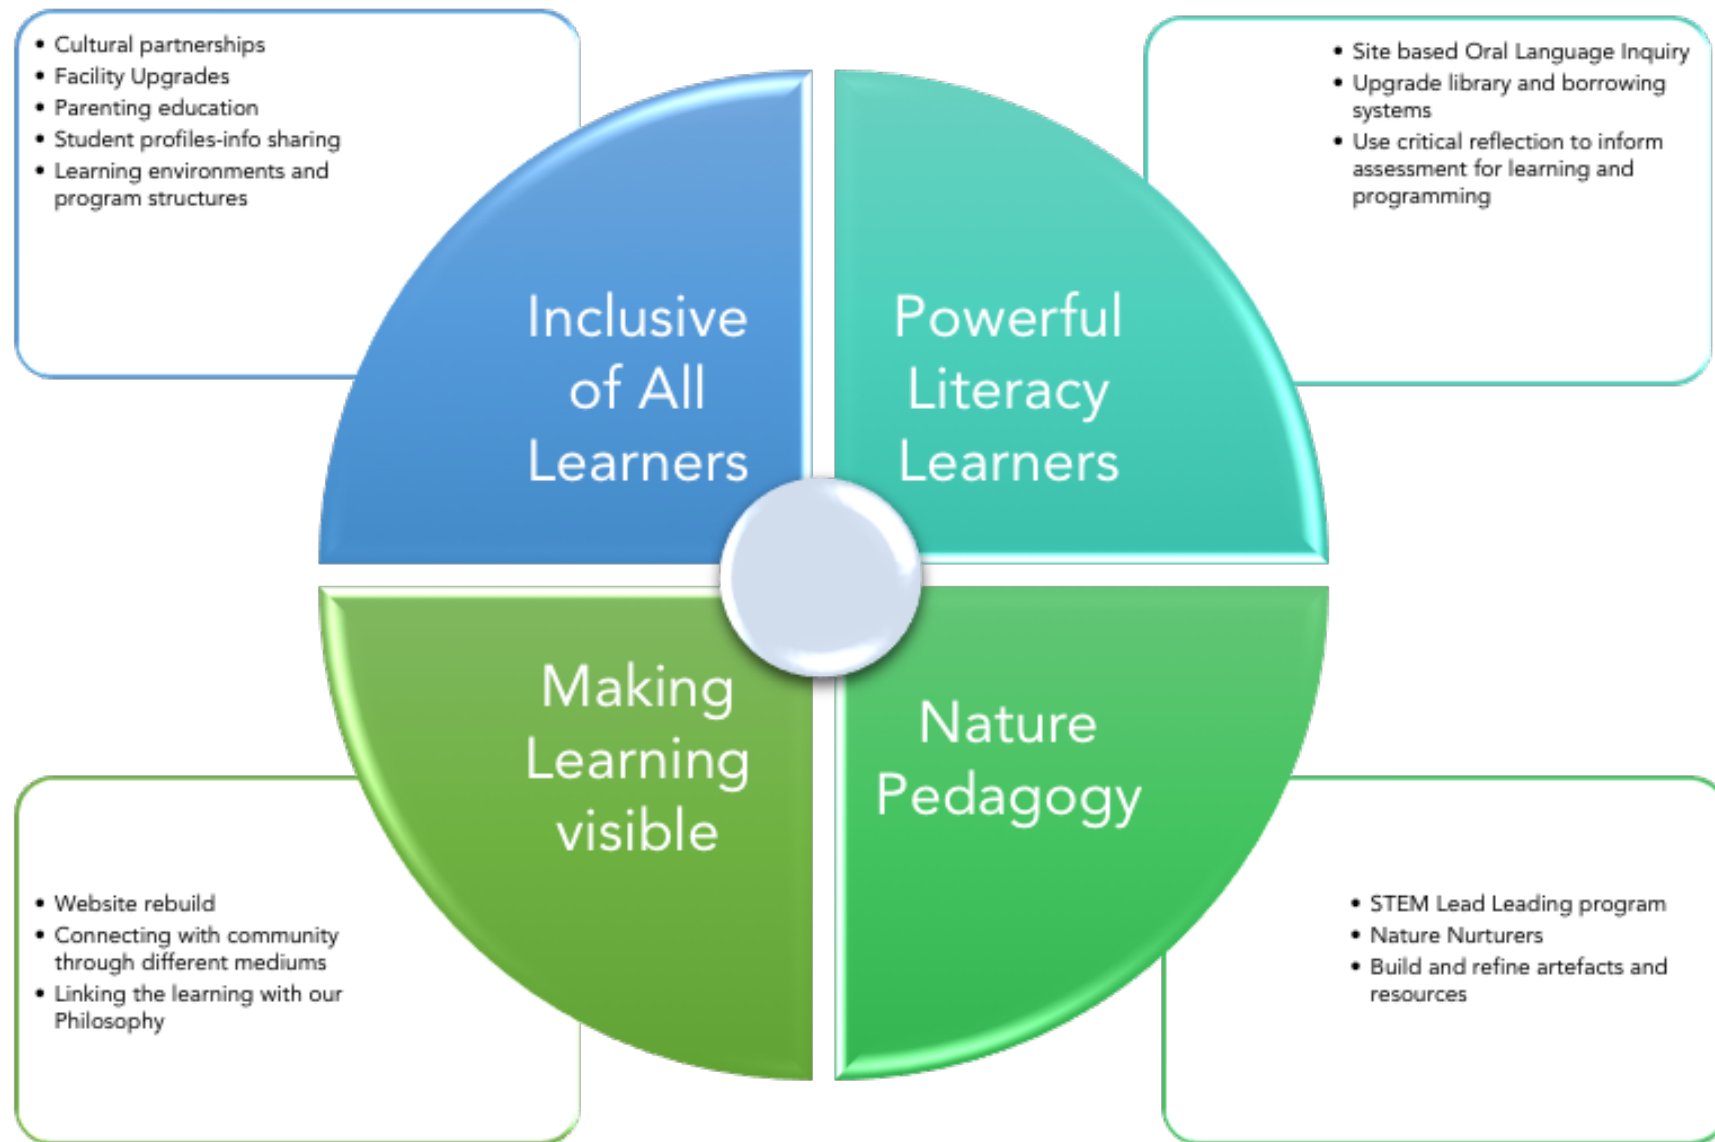 • Cultural partnerships
• Facility Upgrades
• Parenting education
• Student profiles-info sharing
• Learning environments and
program structures
• Site based Oral Language Inquiry
• Upgrade library and borrowing
systems
• Use critical reflection to inform
assessment for learning and
programming
Inclusive
of All
Learners
Powerful
Literacy
Learners
Making
Learning
visible
Nature
Pedagogy
• Website rebuild
• Connecting with community
through different mediums
• Linking the learning with our
Philosophy
• STEM Lead Leading program
• Nature Nurturers
• Build and refine artefacts and
resources